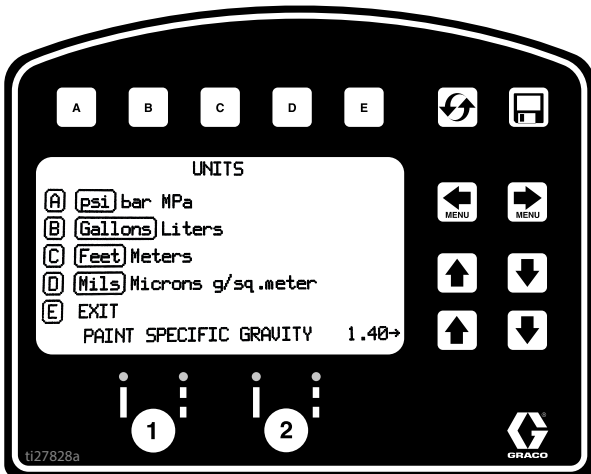 A B C D E
UNITS
A psi bar MPa
B Gallons Liters
MENU MENU
C Feet Meters
D Mils Microns g/sq.meter
E EXIT
PAINT SPECIFIC GRAVITY 1.40→
1 2
ti27828a
G
GRACO